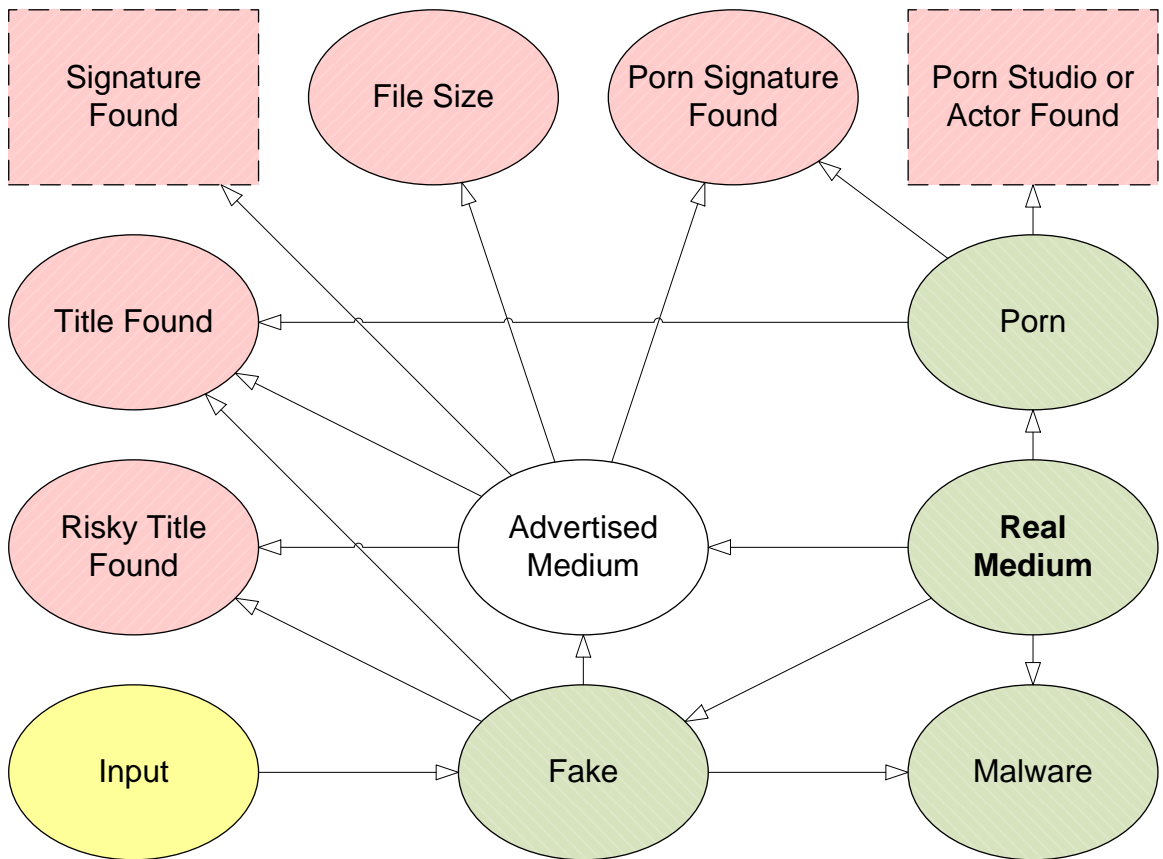 Signature
Found
File Size
Porn Signature
Found
Porn Studio or
Actor Found
Title Found
Porn
Risky Title
Found
Advertised
Medium
Real
Medium
Input
Fake
Malware